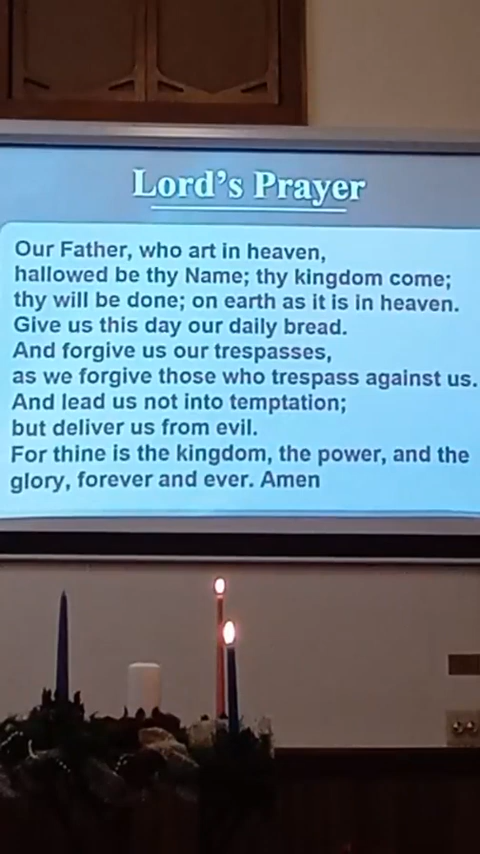 Lord's Prayer
Our Father, who art in heaven,
hallowed be thy Name; thy kingdom come;
thy will be done; on earth as it is in heaven.
Give us this day our daily bread.
And forgive us our trespasses,
as we forgive those who trespass against us.
And lead us not into temptation;
but deliver us from evil.
For thine is the kingdom, the power, and the
glory, forever and ever. Amen